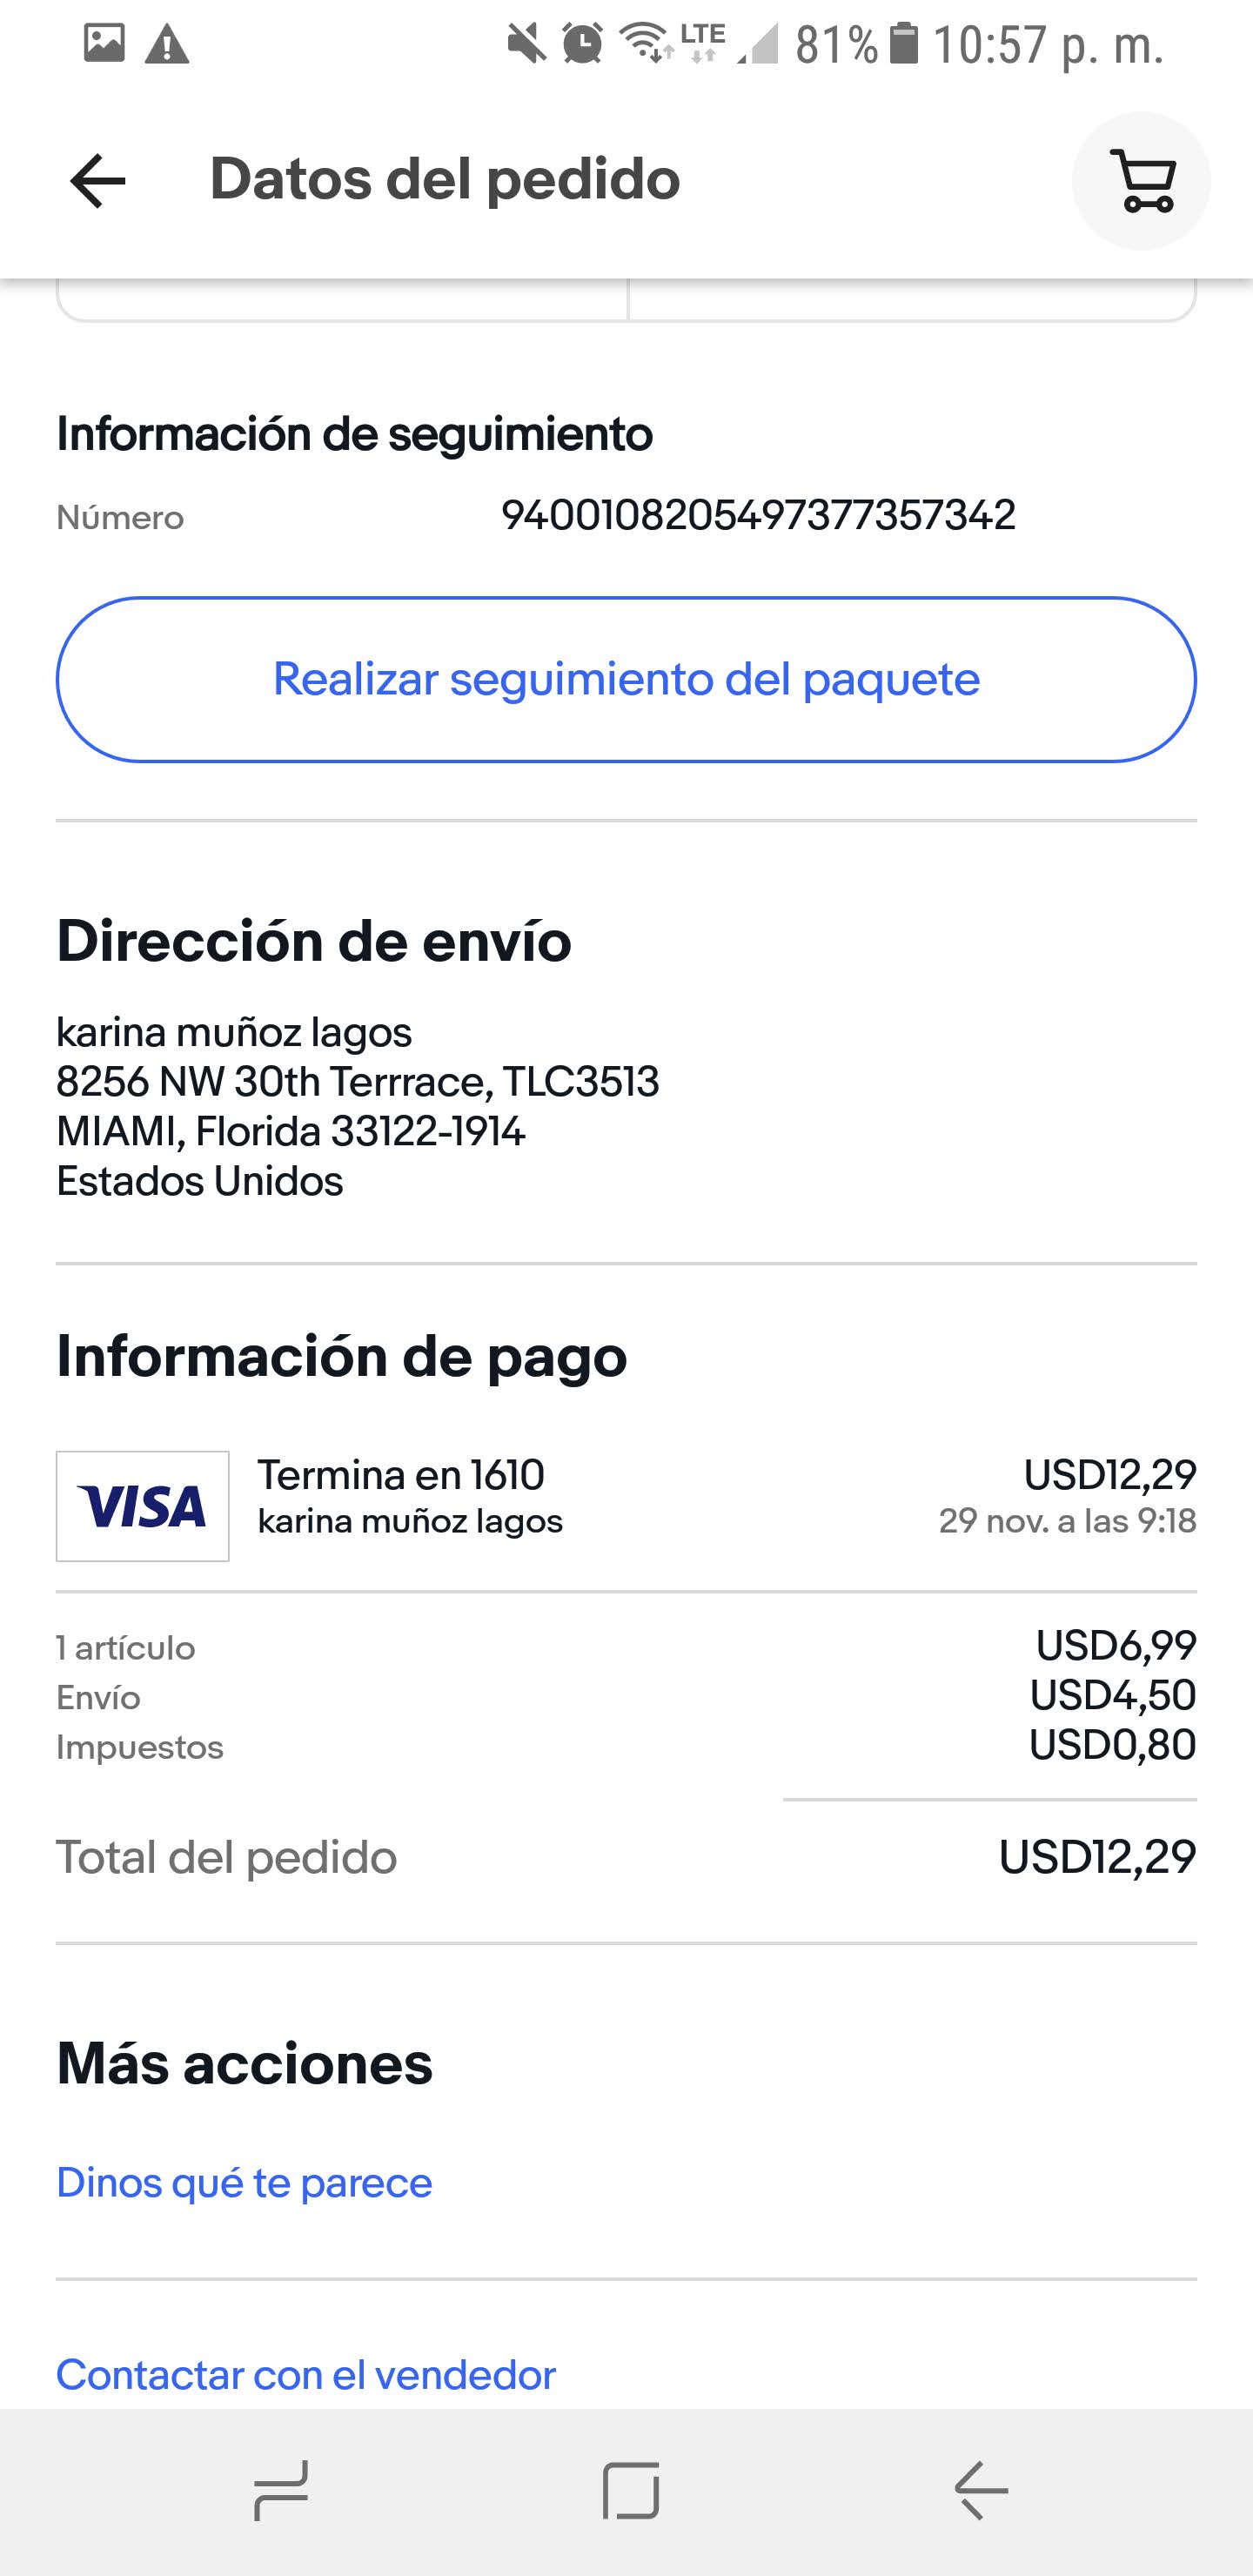 LTE 81% 10:57 p. m.
Datos del pedido
Información de seguimiento
Número 9400108205497377357342
Realizar seguimiento del paquete
Dirección de envío
karina muñoz lagos
8256 NW 30th Terrrace, TLC3513
MIAMI, Florida 33122-1914
Estados Unidos
Información de pago
VISA Termina en 1610 USD12,29
karina muñoz lagos 29 nov. a las 9:18
1 artículo USD6,99
Envío USD4,50
Impuestos USD0,80
Total del pedido USD12,29
Más acciones
Dinos qué te parece
Contactar con el vendedor